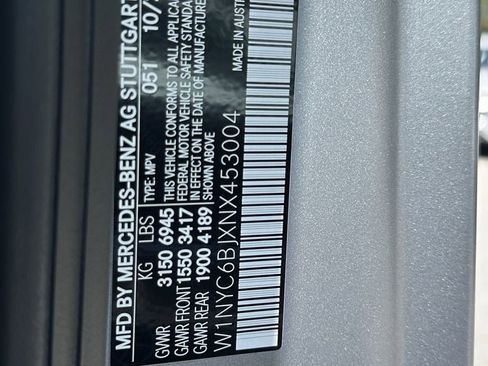 MFD BY MERCEDES-BENZ AG STUTTGART
051 10/
KG LBS TYPE: MPV
GVWR 3150 6945 THIS VEHICLE CONFORMS TO ALL APPLICA
GAWR FRONT 1550 3417 FEDERAL MOTOR VEHICLE SAFETY STANDA
GAWR REAR 1900 4189 IN EFFECT ON THE DATE OF MANUFACTURE
SHOWN ABOVE
W1NYC6BJXNX453004
MADE IN AUST